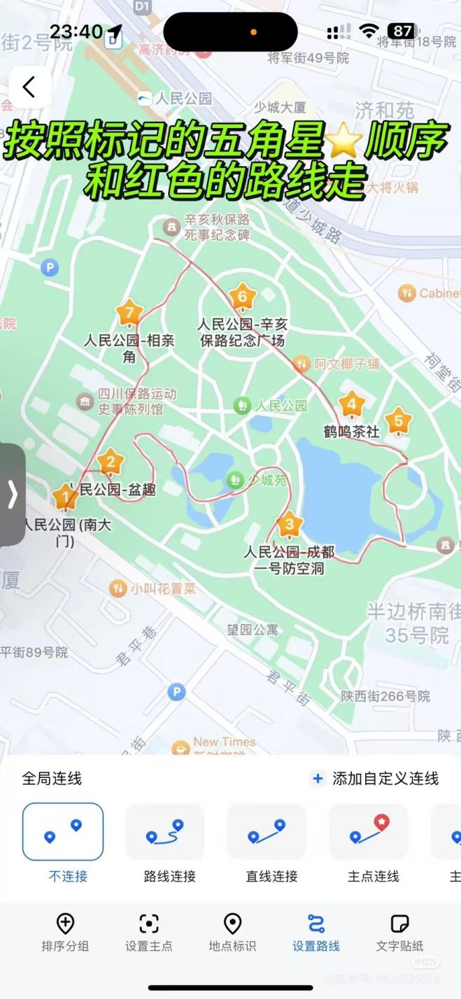 23:40
87
D1
D
街2号院
高济药房
将军街18号院
将军街49号院
人民公园
少城大厦
济和苑
会
按照标记的五角星⭐顺序
和红色的路线走
大将火锅
道少城路
辛亥秋保路
死事纪念碑
P
Cabinet
7
6
医院
人民公园-相亲
角
人民公园-辛亥
保路纪念广场
阿文椰子铺
祠堂街
四川保路运动
史事陈列馆
人民公园
4
5
鹤鸣茶社
2
人民公园-盆趣
少城苑
1
人民公园(南大
门)
3
人民公园-成都
一号防空洞
厦
小叫花冒菜
半边桥南街
35号院
望园公寓
平街89号院
君平巷
P
君平街
陕西街266号院
陕西
街
New Times
全局连线
+ 添加自定义连线
不连接
路线连接
直线连接
主点连线
主
排序分组
设置主点
地点标识
设置路线
文字贴纸
小红书